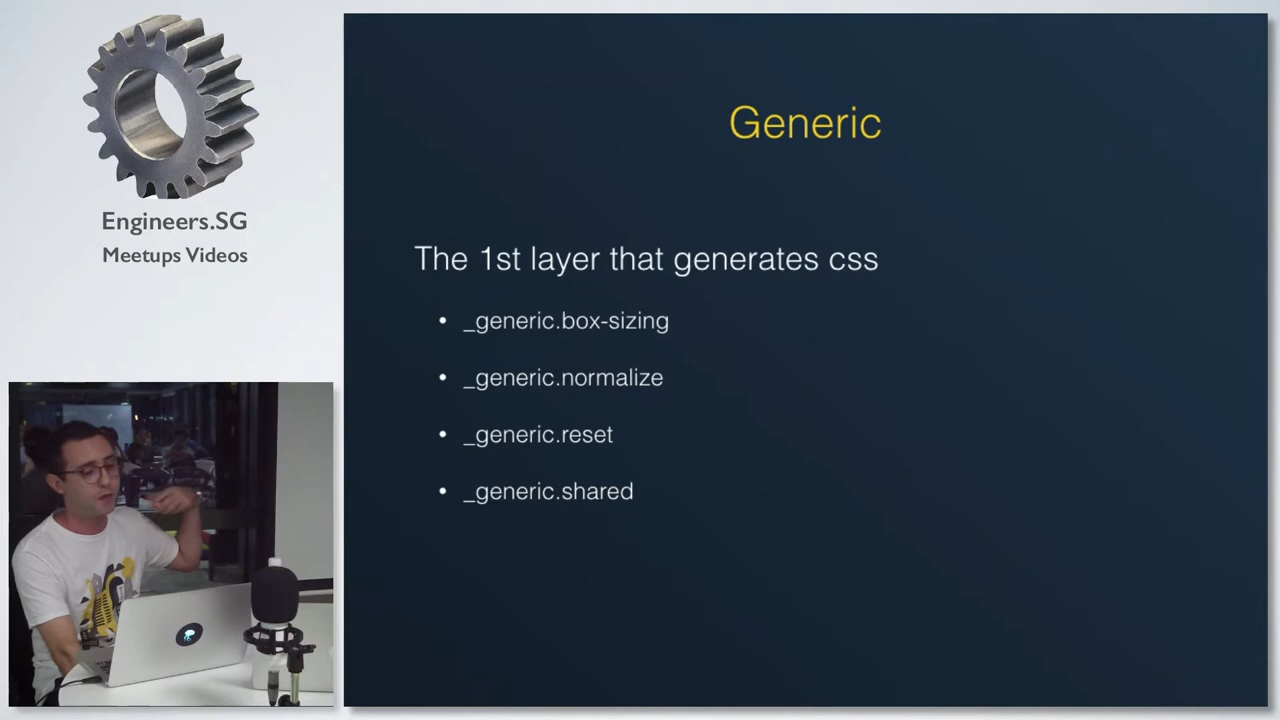 Engineers.SG
Meetups Videos
Generic
The 1st layer that generates css
• _generic.box-sizing
• _generic.normalize
• _generic.reset
• _generic.shared